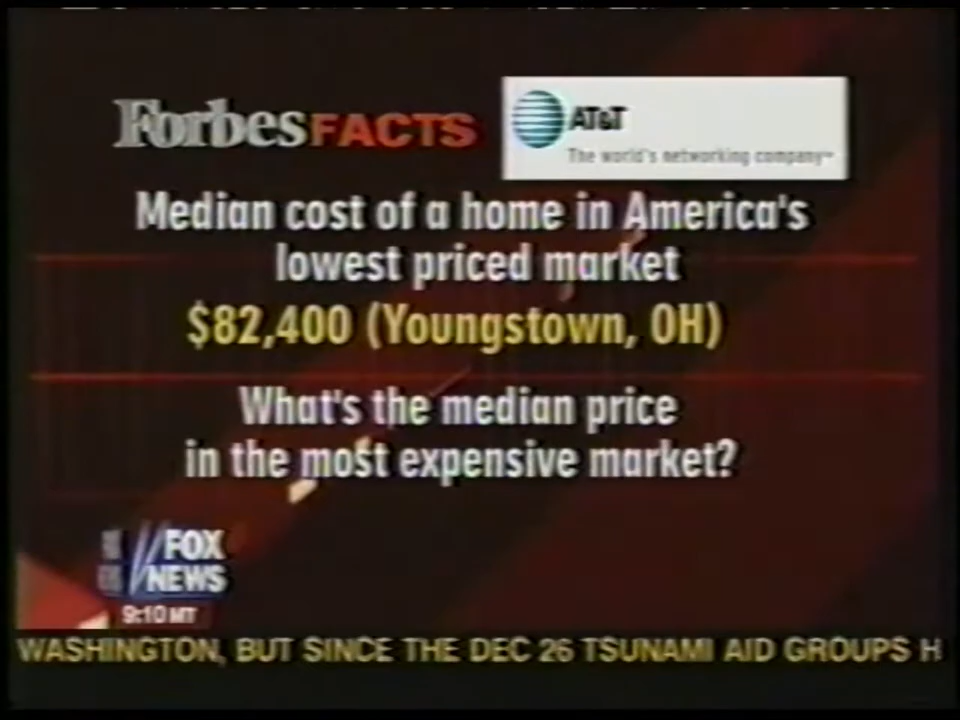 Forbes FACTS
AT&T
The world's networking company℠
Median cost of a home in America's
lowest priced market
$82,400 (Youngstown, OH)
What's the median price
in the most expensive market?
FOX
NEWS
9:10 MT
WASHINGTON, BUT SINCE THE DEC 26 TSUNAMI AID GROUPS H